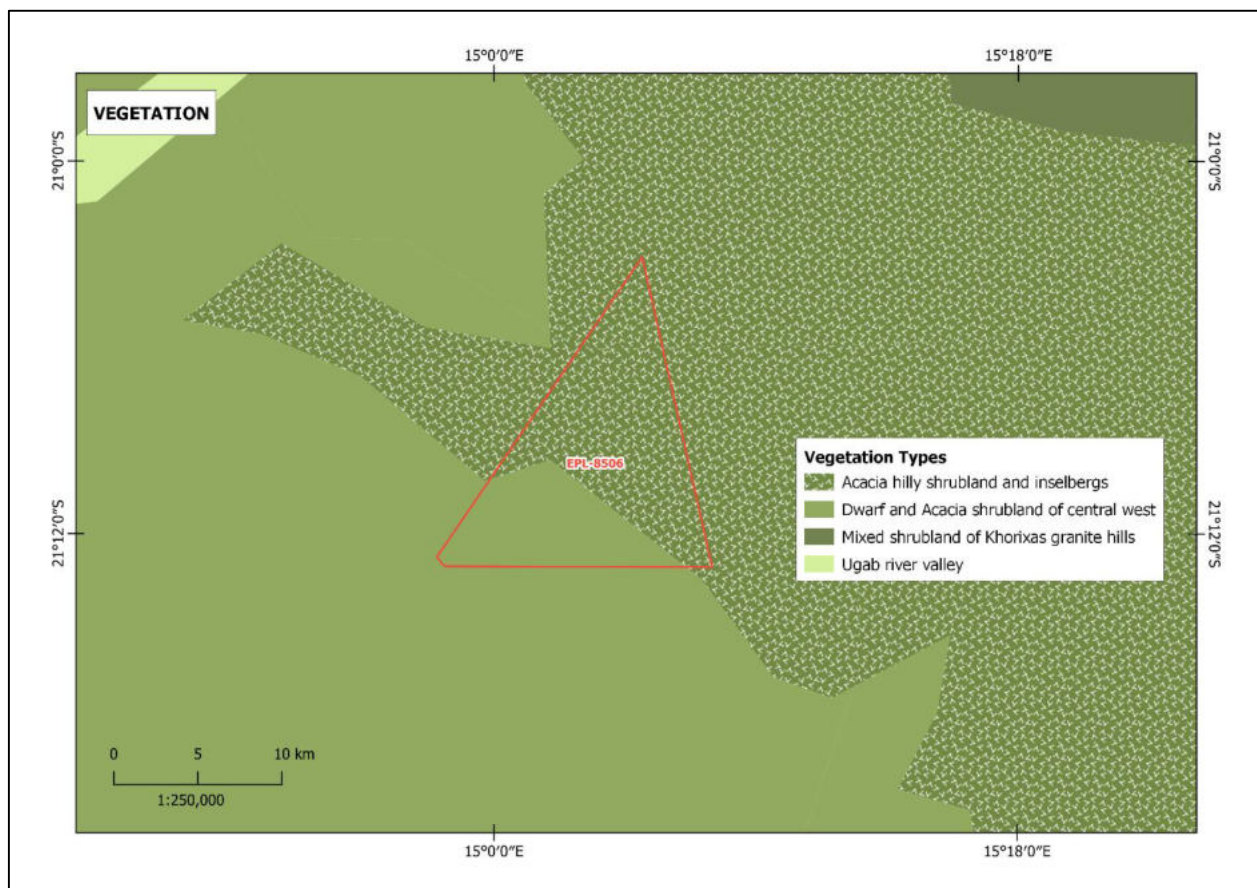 15°0'0"E
15°18'0"E
VEGETATION
21°0'0"S
21°0'0"S
EPL-8506
Vegetation Types
Acacia hilly shrubland and inselbergs
Dwarf and Acacia shrubland of central west
Mixed shrubland of Khorixas granite hills
Ugab river valley
21°12'0"S
21°12'0"S
0 5 10 km
1:250,000
15°0'0"E
15°18'0"E